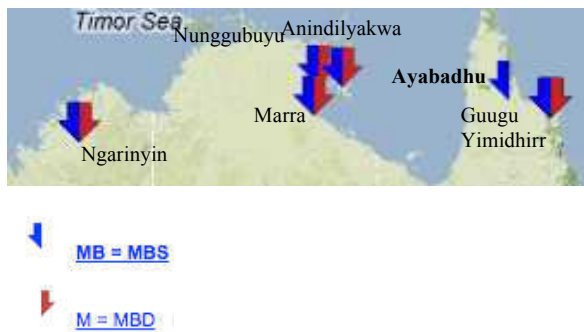 Timor Sea
Nunggubuyu Anindilyakwa
Ayabadhu
Marra
Guugu
Yimidhirr
Ngarinyin
MB = MBS
M = MBD